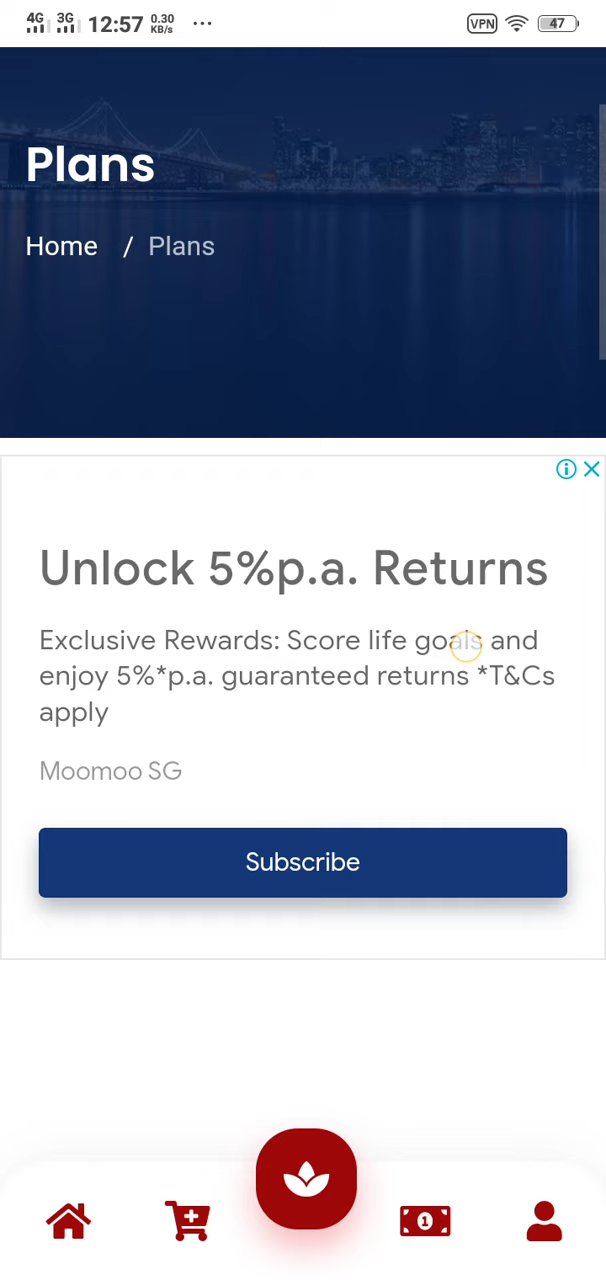 4G 3G 12:57 0.30 KB/s ... VPN 47
Plans
Home / Plans
Unlock 5%p.a. Returns
Exclusive Rewards: Score life goals and
enjoy 5%*p.a. guaranteed returns *T&Cs
apply
Moomoo SG
Subscribe
1